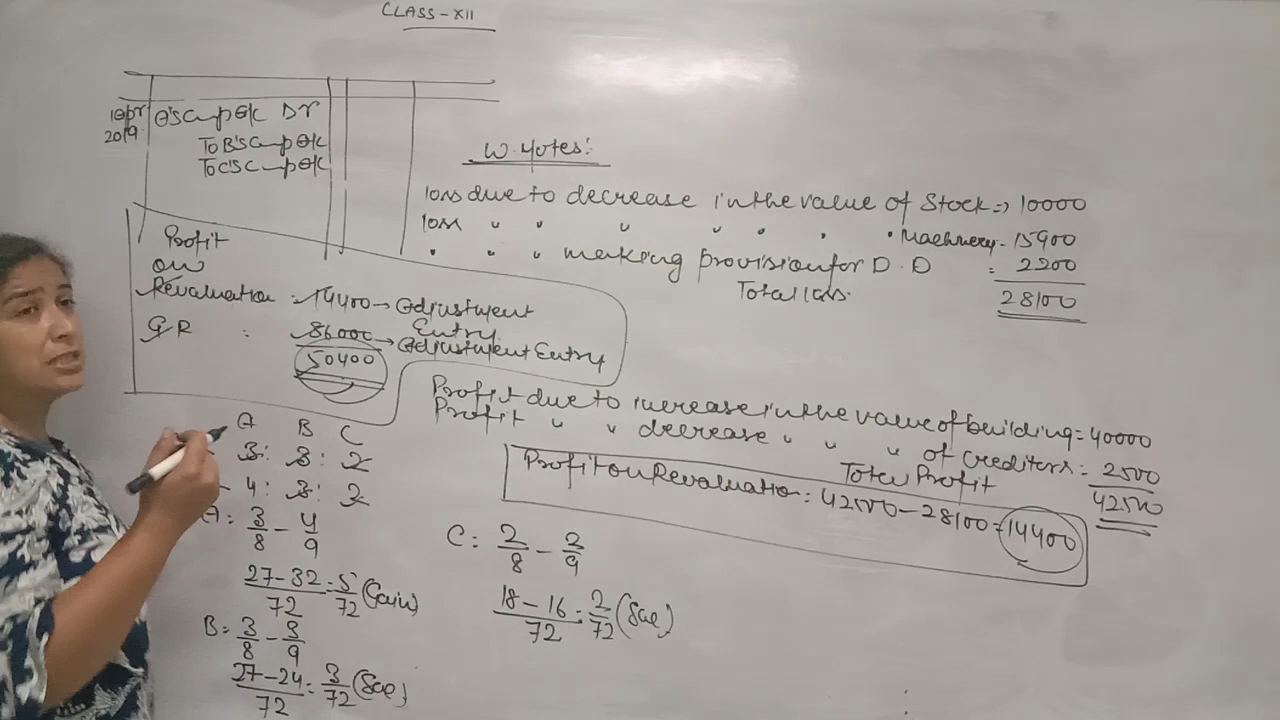 CLASS-XII
1 Apr A's Cap A/c Dr
2019
To B's Cap A/c
To C's Cap A/c
W. Notes:
loss due to decrease in the value of Stock => 10000
loss " " " " " " " Machinery - 15900
" " " making provision for D.D = 2200
Total loss. 28100
Profit
on
Revaluation = 14400 → Adjustment
Entry
GR : 36000 → Adjustment Entry
50400
Profit due to increase in the value of building = 40000
Profit " " decrease " " " of creditors = 2500
Total Profit 42500
Profit on Revaluation = 42500 - 28100 = 14400
A B C
3: 3: 2
4: 3: 2
A = 3/8 - 4/9
27-32/72 = 5/72 (Gain)
B = 3/8 - 3/9
27-24/72 = 3/72 (Sac)
C = 2/8 - 2/9
18-16/72 = 2/72 (Sac)